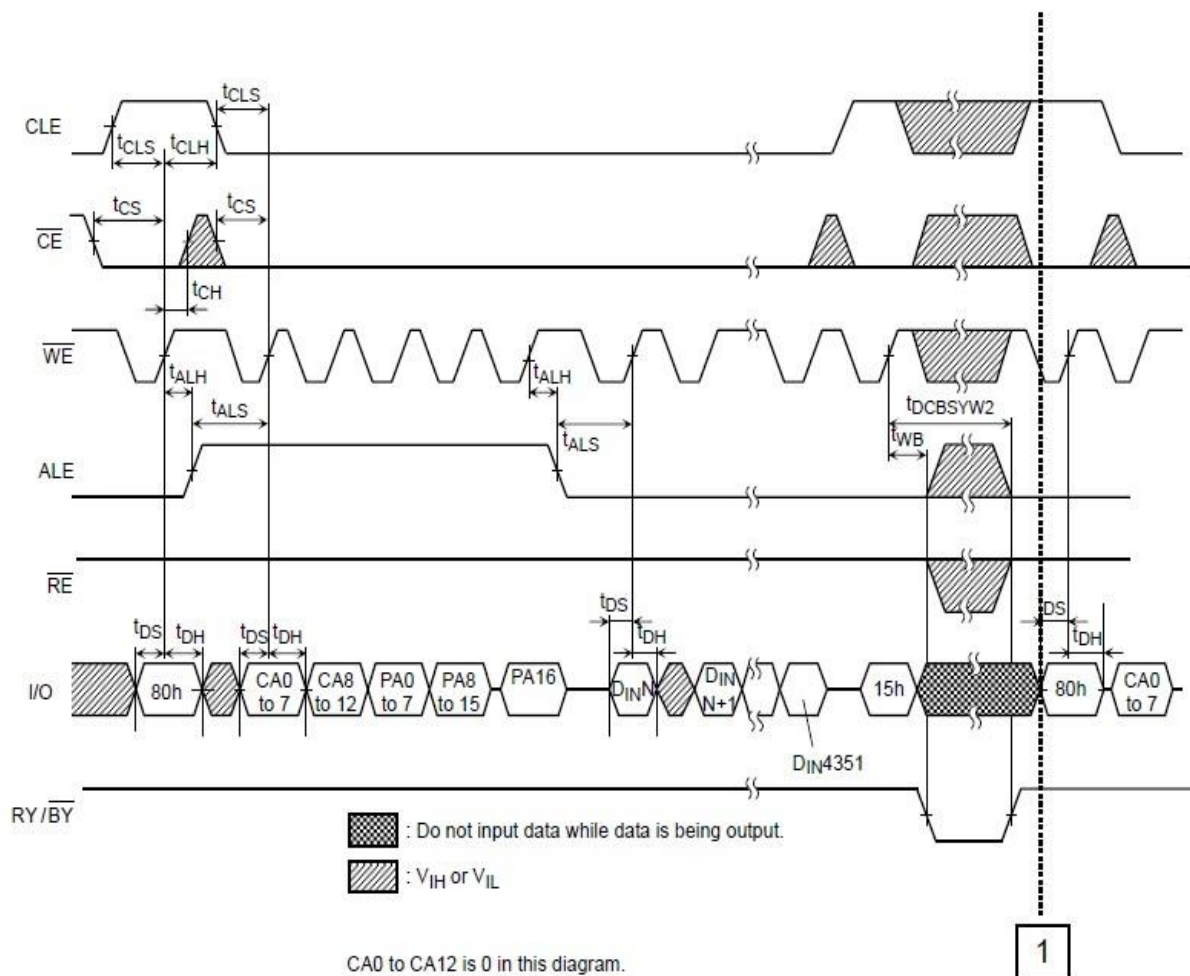 tCLS
CLE
tCLS tCLH
tCS tCS
CE
tCH
WE
tALH tALH tDCBSYW2
tALS tALS tWB
ALE
RE
tDS tDH tDS tDH tDS tDH DS tDH
I/O 80h CA0 to 7 CA8 to 12 PA0 to 7 PA8 to 15 PA16 DINN DIN N+1 15h 80h CA0 to 7
DIN4351
RY/BY
: Do not input data while data is being output.
: VIH or VIL
1
CA0 to CA12 is 0 in this diagram.